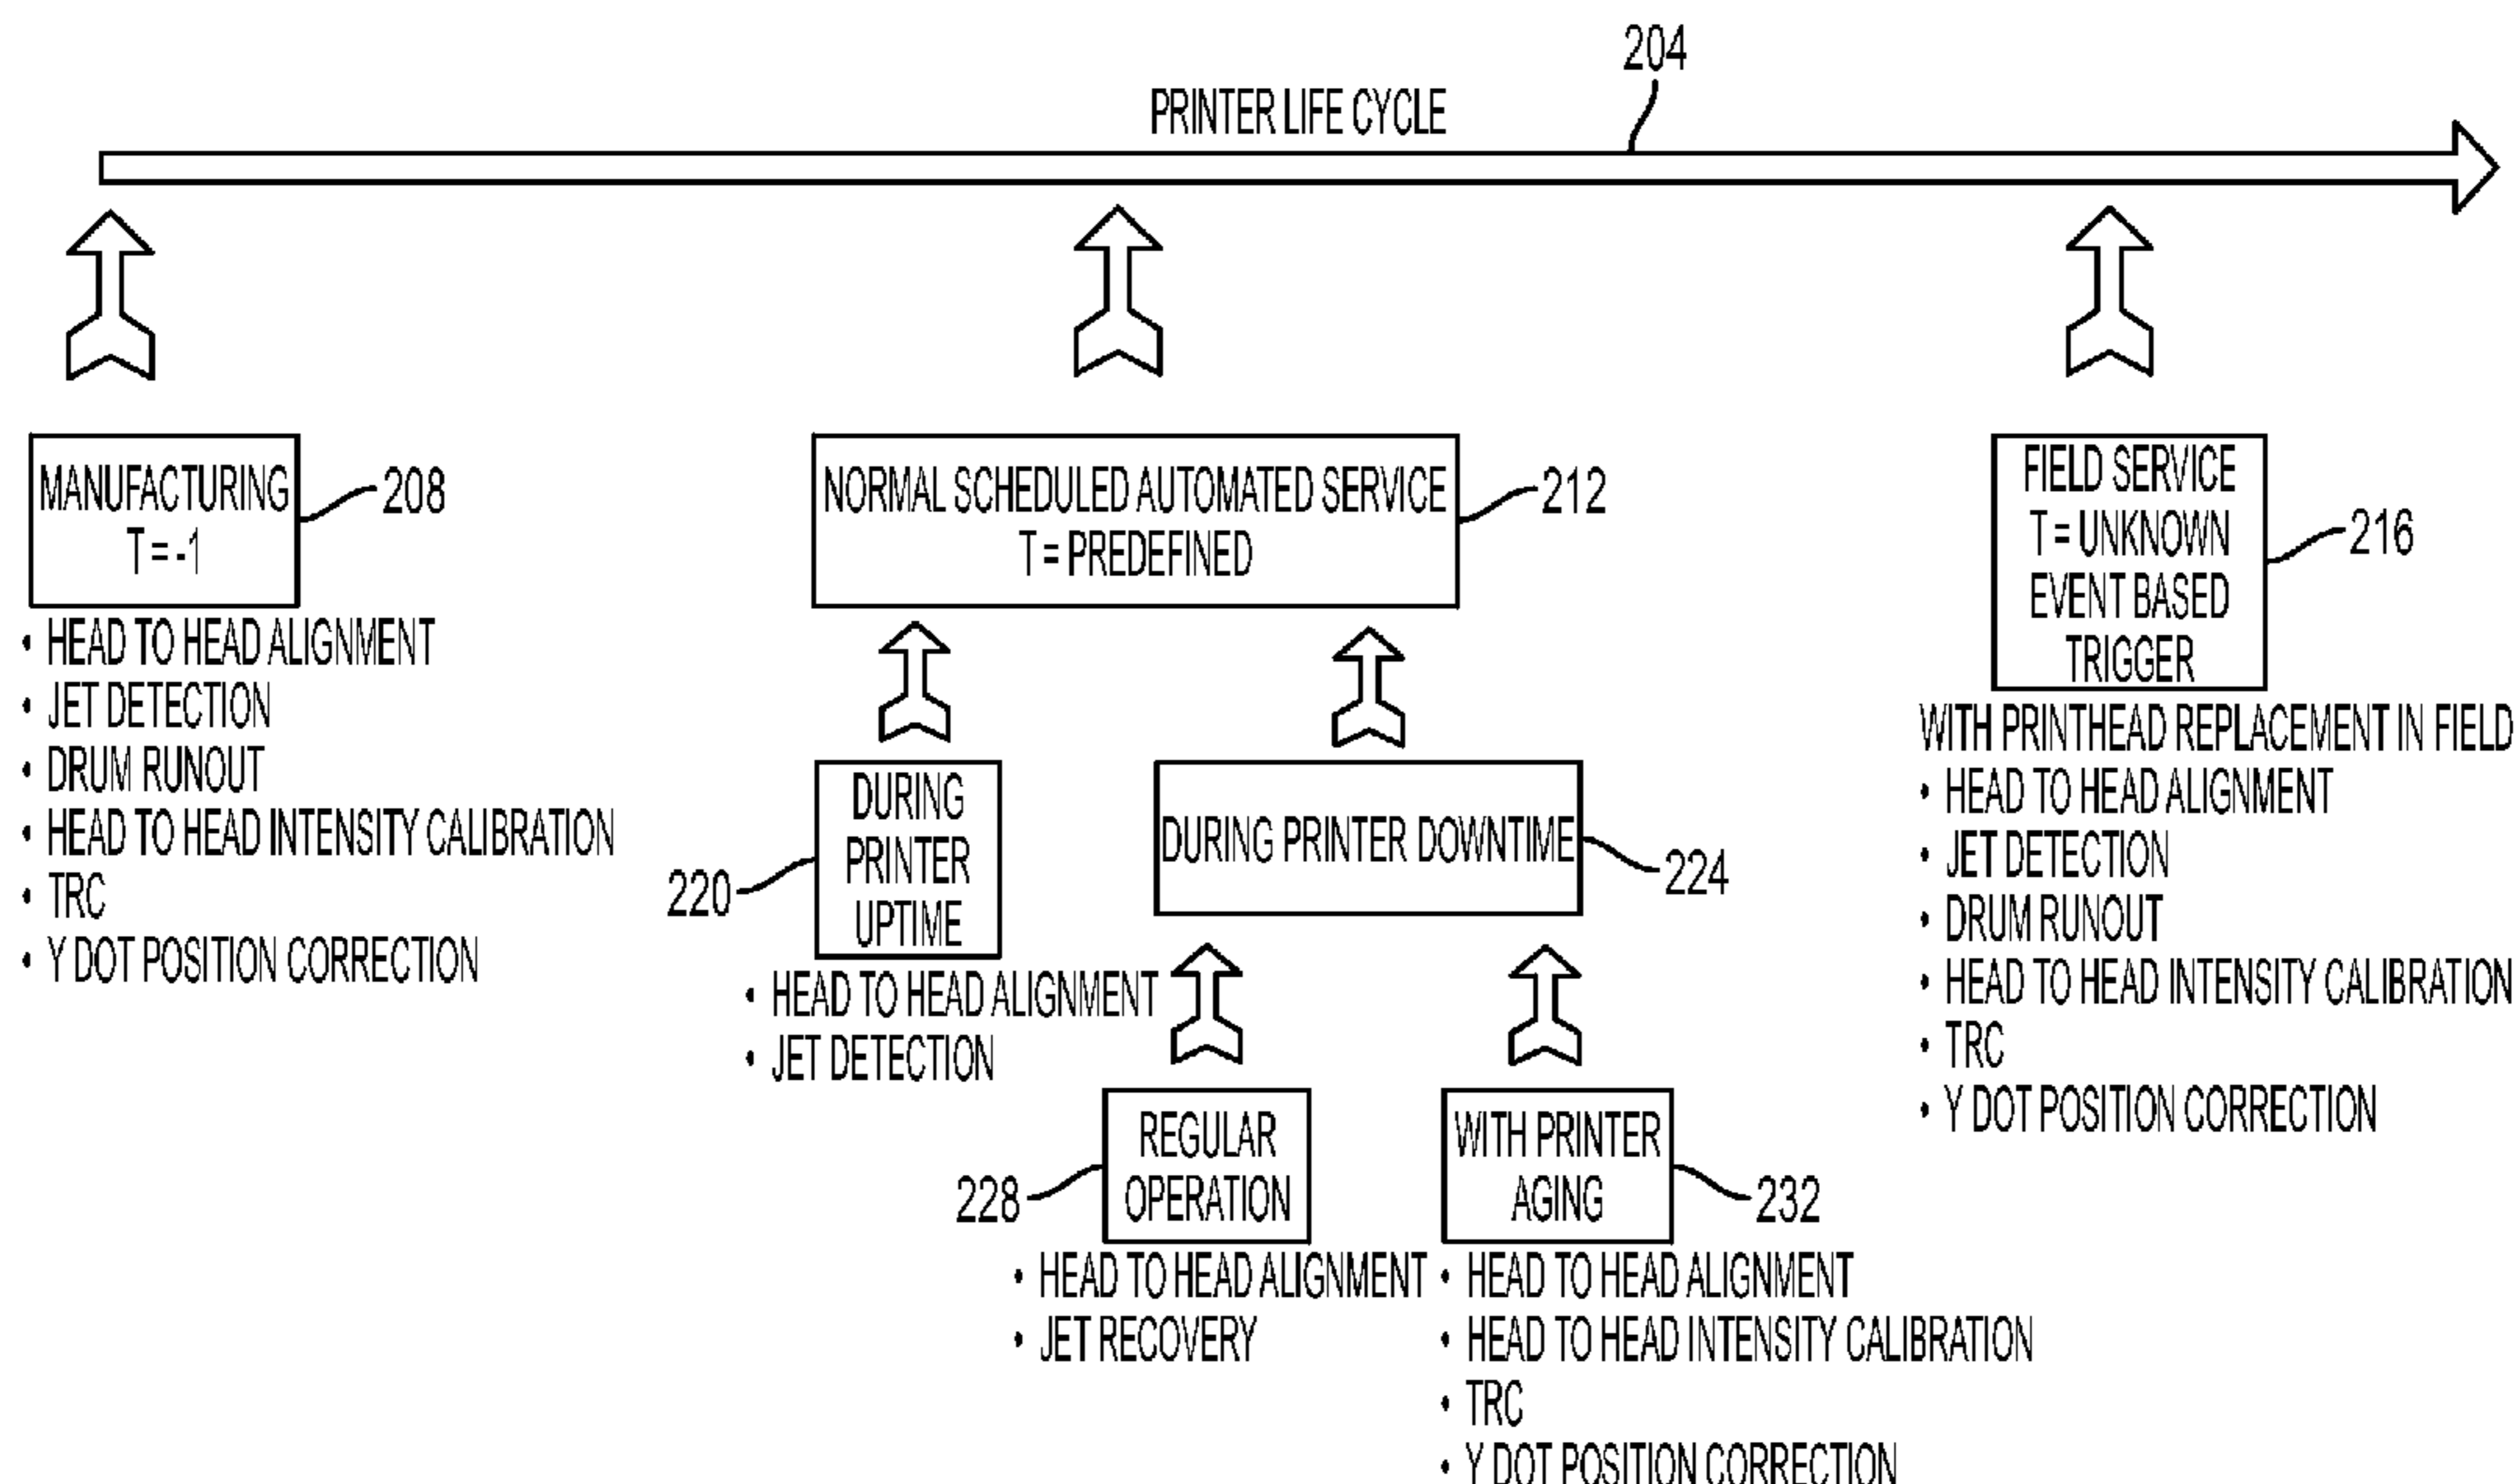 204
PRINTER LIFE CYCLE
MANUFACTURING
T = -1
208
• HEAD TO HEAD ALIGNMENT
• JET DETECTION
• DRUM RUNOUT
• HEAD TO HEAD INTENSITY CALIBRATION
• TRC
• Y DOT POSITION CORRECTION
NORMAL SCHEDULED AUTOMATED SERVICE
T = PREDEFINED
212
DURING
PRINTER
UPTIME
220
• HEAD TO HEAD ALIGNMENT
• JET DETECTION
DURING PRINTER DOWNTIME
224
REGULAR
OPERATION
228
• HEAD TO HEAD ALIGNMENT
• JET RECOVERY
WITH PRINTER
AGING
232
• HEAD TO HEAD ALIGNMENT
• HEAD TO HEAD INTENSITY CALIBRATION
• TRC
• Y DOT POSITION CORRECTION
FIELD SERVICE
T = UNKNOWN
EVENT BASED
TRIGGER
216
WITH PRINTHEAD REPLACEMENT IN FIELD
• HEAD TO HEAD ALIGNMENT
• JET DETECTION
• DRUM RUNOUT
• HEAD TO HEAD INTENSITY CALIBRATION
• TRC
• Y DOT POSITION CORRECTION